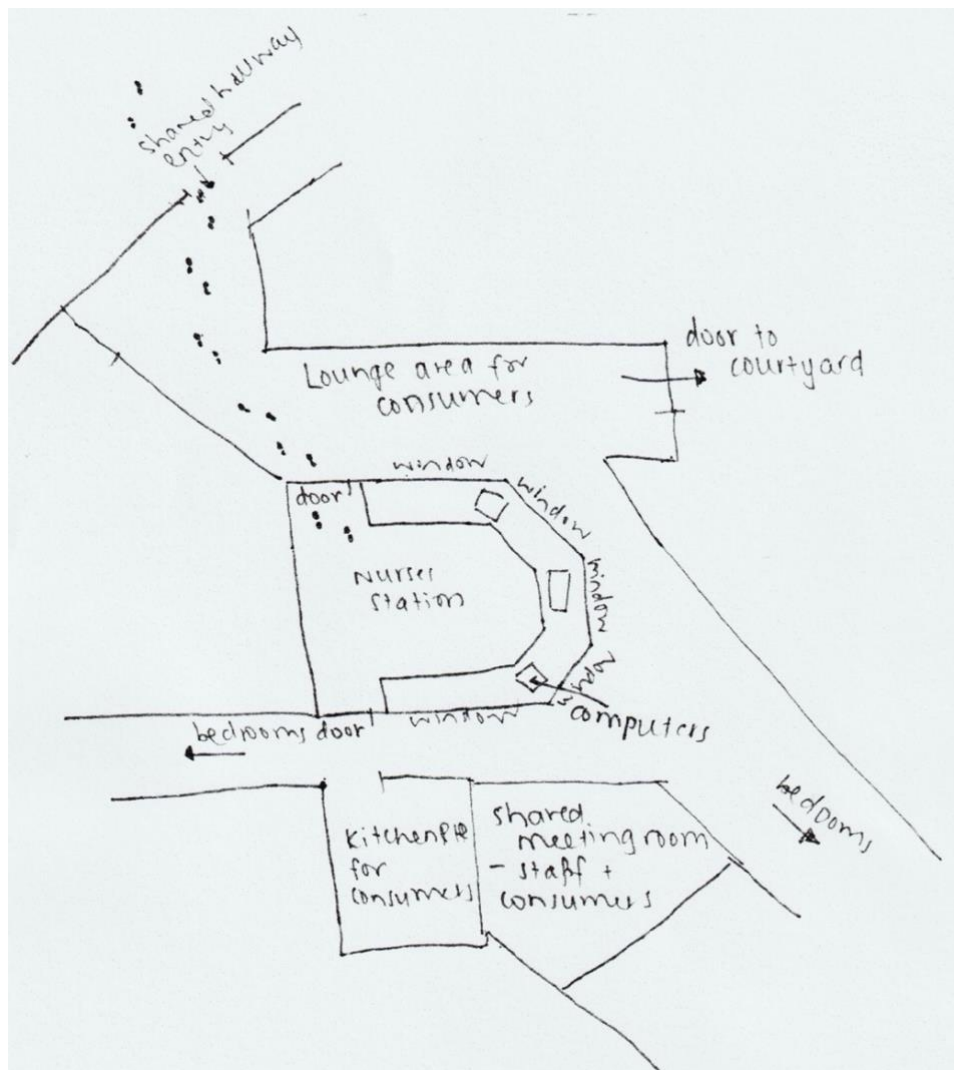 shared hallway
entry
door to
courtyard
Lounge area for
consumers
window
window
door
window
Nurses
station
window
window
computers
bedrooms door
bedrooms
kitchenette
for
consumers
shared
meeting room
- staff +
consumers